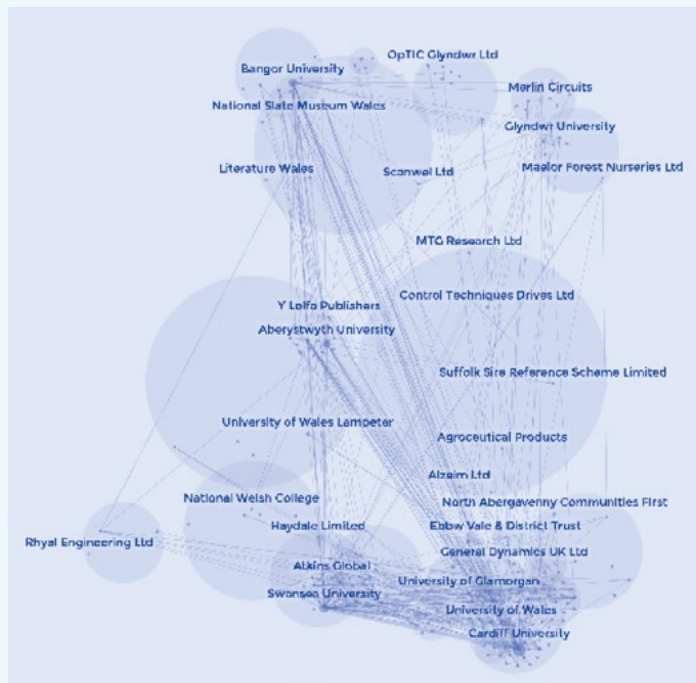 OpTIC Glyndwr Ltd
Bangor University
Merlin Circuits
National Slate Museum Wales
Glyndwr University
Literature Wales
Scanwel Ltd
Maelor Forest Nurseries Ltd
MTG Research Ltd
Control Techniques Drives Ltd
Y Lolfa Publishers
Aberystwyth University
Suffolk Sire Reference Scheme Limited
University of Wales Lampeter
Agroceutical Products
Alzeim Ltd
National Welsh College
North Abergavenny Communities First
Haydale Limited
Ebbw Vale & District Trust
Rhyal Engineering Ltd
General Dynamics UK Ltd
Atkins Global
University of Glamorgan
Swansea University
University of Wales
Cardiff University